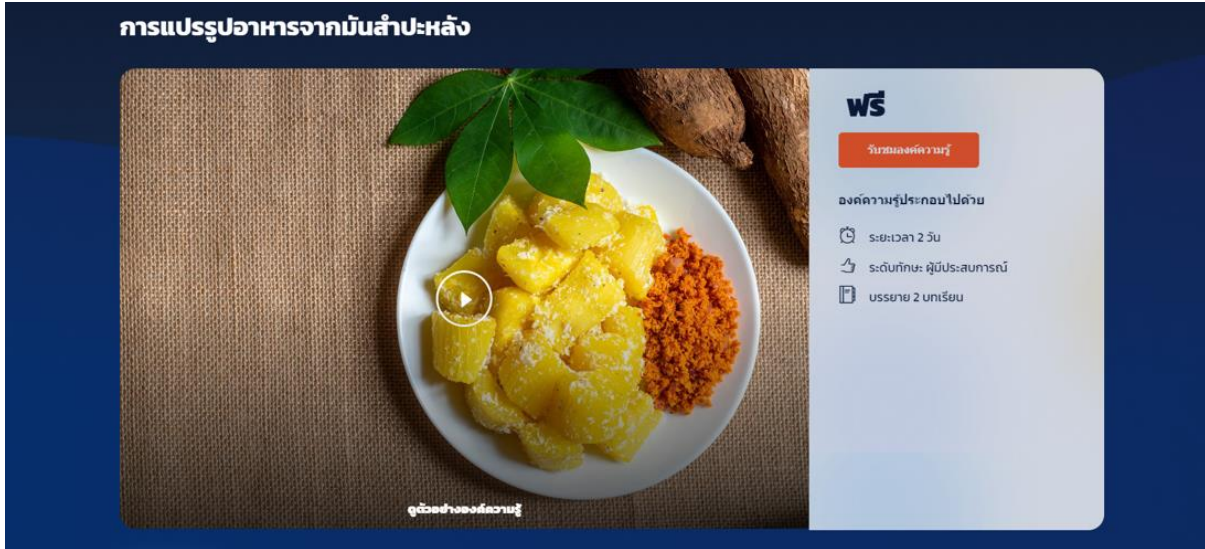 การแปรรูปอาหารจากมันสำปะหลัง
ฟรี
รับชมองค์ความรู้
องค์ความรู้ประกอบไปด้วย
ระยะเวลา 2 วัน
ระดับทักษะ ผู้มีประสบการณ์
บรรยาย 2 บทเรียน
ดูตัวอย่างองค์ความรู้